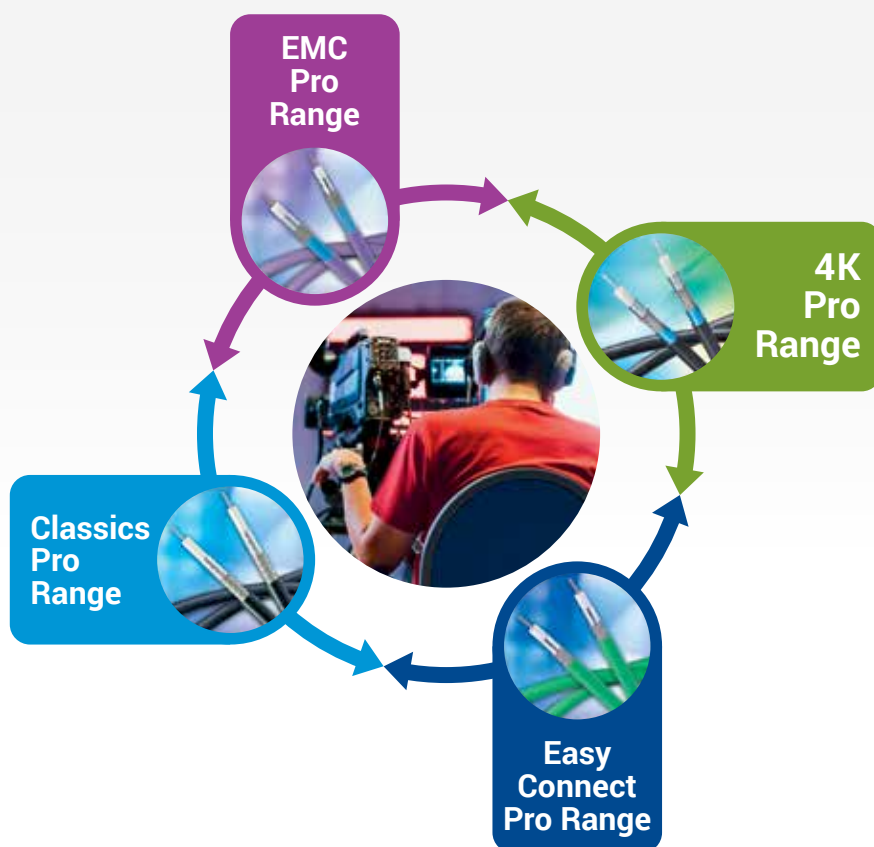 EMC
Pro
Range
4K
Pro
Range
Classics
Pro
Range
Easy
Connect
Pro Range